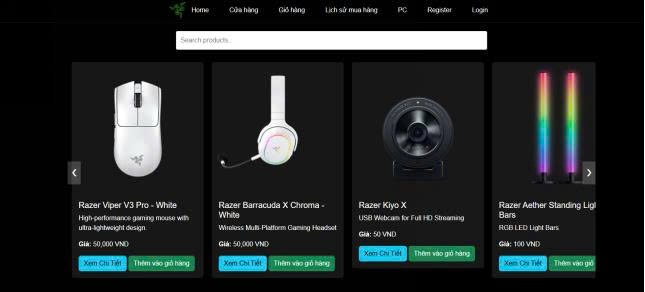 Home Cửa hàng Giỏ hàng Lịch sử mua hàng PC Register Login
Search products...
Razer Viper V3 Pro - White
High-performance gaming mouse with
ultra-lightweight design.
Giá: 50,000 VND
Xem Chi Tiết Thêm vào giỏ hàng
Razer Barracuda X Chroma -
White
Wireless Multi-Platform Gaming Headset
Giá: 50,000 VND
Xem Chi Tiết Thêm vào giỏ hàng
Razer Kiyo X
USB Webcam for Full HD Streaming
Giá: 50 VND
Xem Chi Tiết Thêm vào giỏ hàng
Razer Aether Standing Ligl
Bars
RGB LED Light Bars
Giá: 100 VND
Xem Chi Tiết Thêm vào giỏ